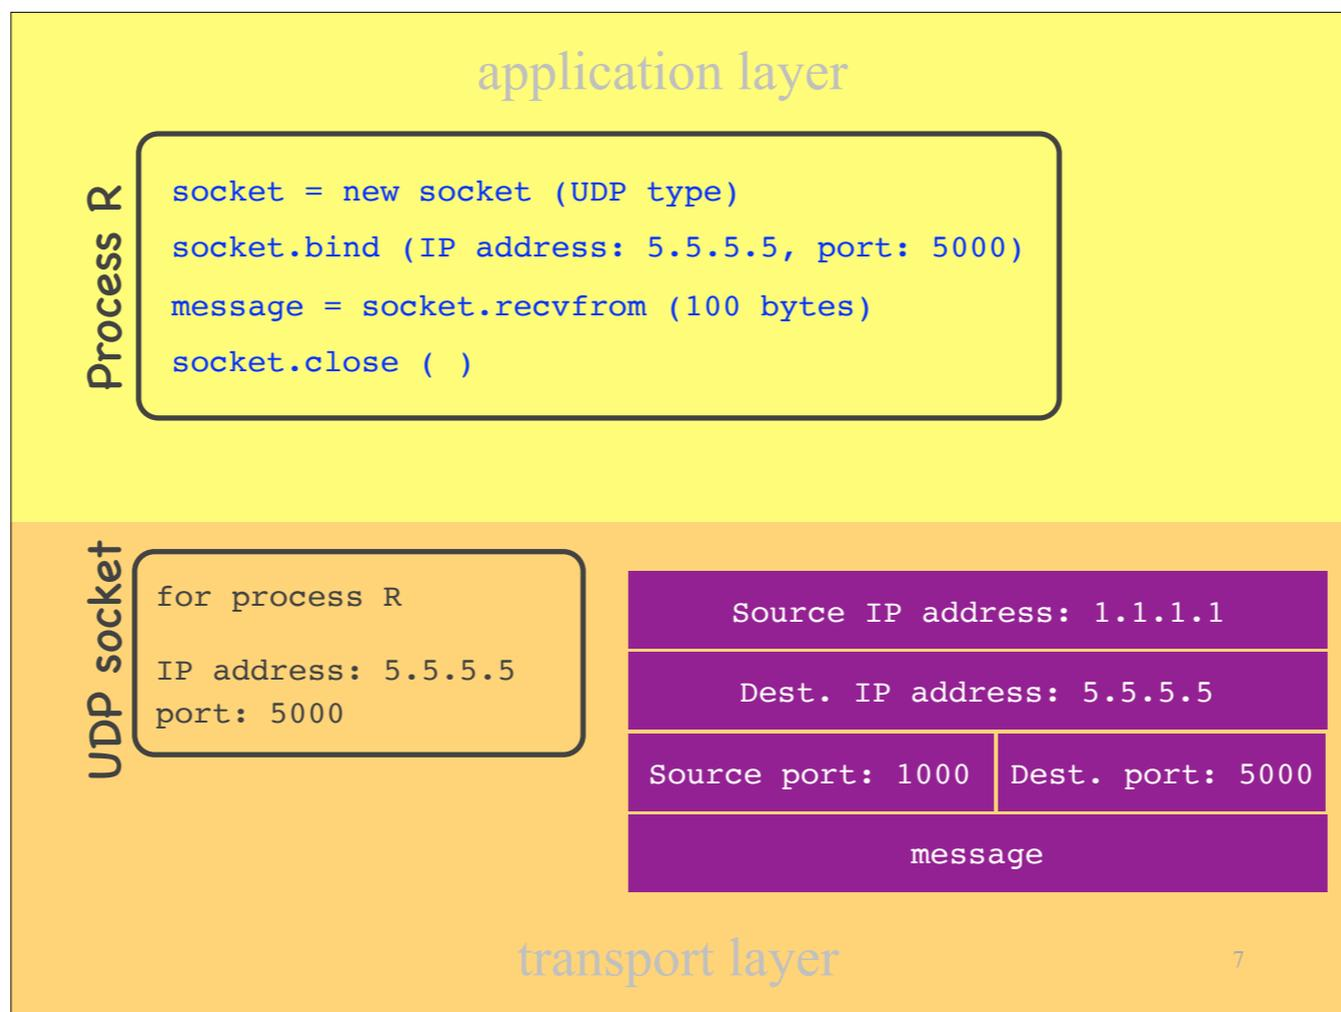 application layer
Process R
socket = new socket (UDP type)
socket.bind (IP address: 5.5.5.5, port: 5000)
message = socket.recvfrom (100 bytes)
socket.close ( )
UDP socket
for process R
IP address: 5.5.5.5
port: 5000
Source IP address: 1.1.1.1
Dest. IP address: 5.5.5.5
Source port: 1000
Dest. port: 5000
message
transport layer
7